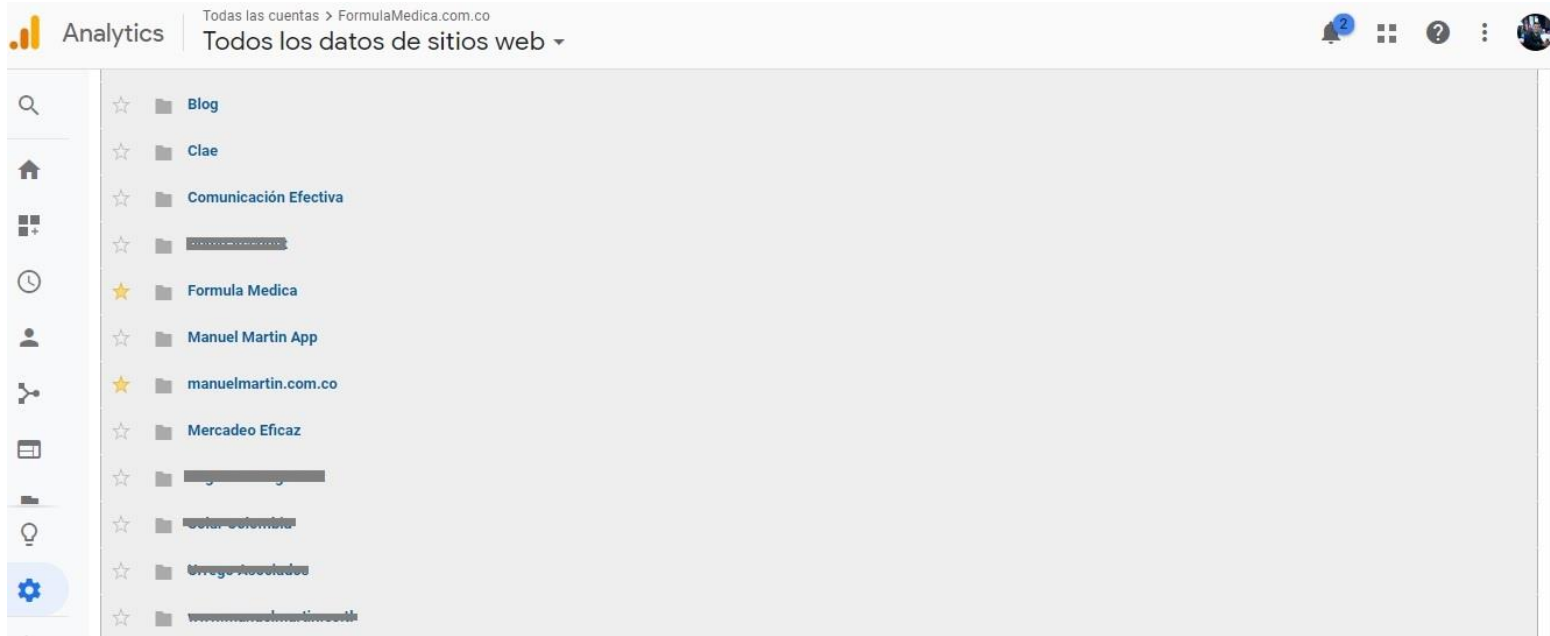 Analytics
Todas las cuentas > FormulaMedica.com.co
Todos los datos de sitios web
2
Blog
Clae
Comunicación Efectiva
Formula Medica
Manuel Martin App
manuelmartin.com.co
Mercadeo Eficaz